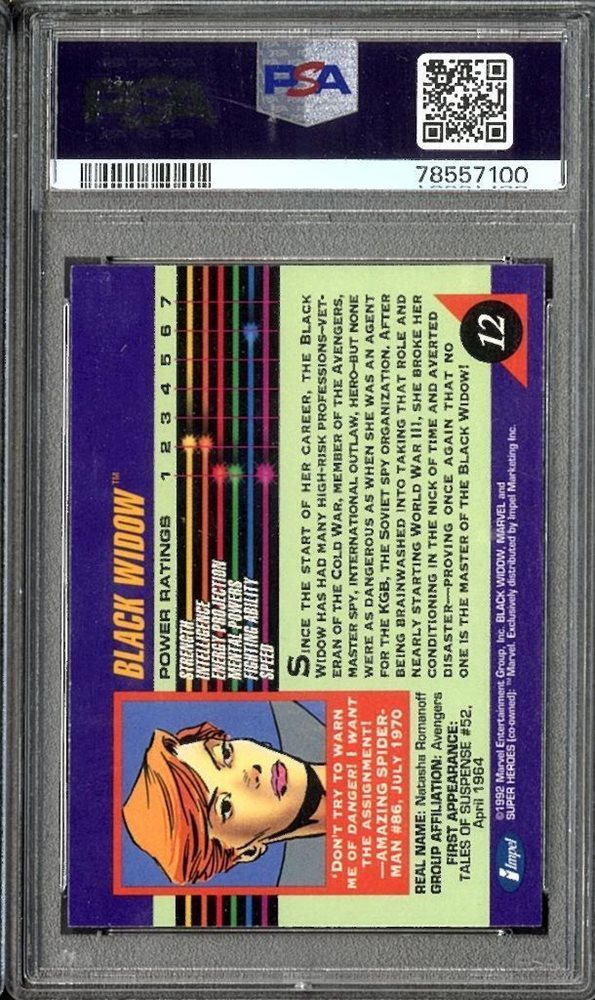 PSA
78557100
BLACK WIDOW™
POWER RATINGS 1 2 3 4 5 6 7
STRENGTH
INTELLIGENCE
ENERGY PROJECTION
MENTAL POWERS
FIGHTING ABILITY
SPEED
"DON'T TRY TO WARN
ME OF DANGER! I WANT
THE ASSIGNMENT!
—AMAZING SPIDER-
MAN #86, JULY 1970
REAL NAME: Natasha Romanoff
GROUP AFFILIATION: Avengers
FIRST APPEARANCE:
TALES OF SUSPENSE #52,
April 1964
SINCE THE START OF HER CAREER, THE BLACK
WIDOW HAS HAD MANY HIGH-RISK PROFESSIONS—VET-
ERAN OF THE COLD WAR, MEMBER OF THE AVENGERS,
MASTER SPY, INTERNATIONAL OUTLAW, HERO—BUT NONE
WERE AS DANGEROUS AS WHEN SHE WAS AN AGENT
FOR THE KGB, THE SOVIET SPY ORGANIZATION. AFTER
BEING BRAINWASHED INTO TAKING THAT ROLE AND
NEARLY STARTING WORLD WAR III, SHE BROKE HER
CONDITIONING IN THE NICK OF TIME AND AVERTED
DISASTER—PROVING ONCE AGAIN THAT NO
ONE IS THE MASTER OF THE BLACK WIDOW!
12
Impel
©1992 Marvel Entertainment Group, Inc. BLACK WIDOW, MARVEL and
SUPER HEROES (co-owned): ™ Marvel. Exclusively distributed by Impel Marketing Inc.